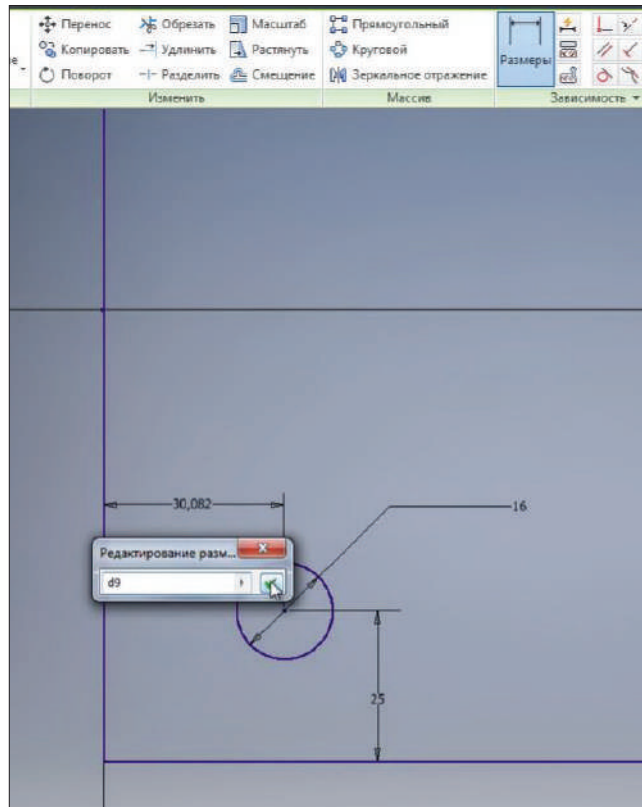 Перенос Обрезать Масштаб Прямоугольный
Копировать Удлинить Растянуть Круговой
Поворот Разделить Смещение Зеркальное отражение
Размеры
Изменить Массив Зависимость
30,082
16
Редактирование разм...
d9
25